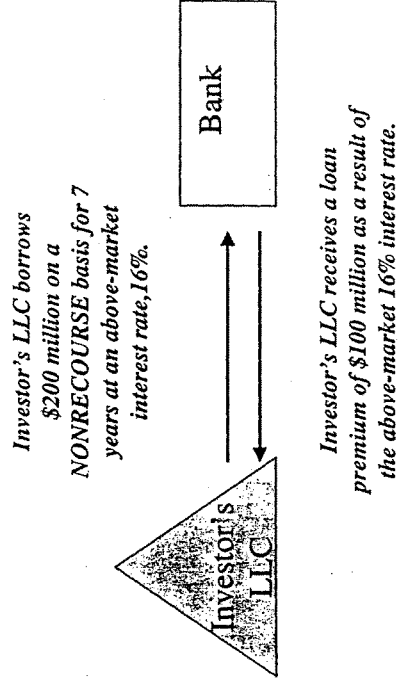 Investor's LLC borrows
$200 million on a
NONRECOURSE basis for 7
years at an above-market
interest rate,16%.
Investor's
LLC
Bank
Investor's LLC receives a loan
premium of $100 million as a result of
the above-market 16% interest rate.